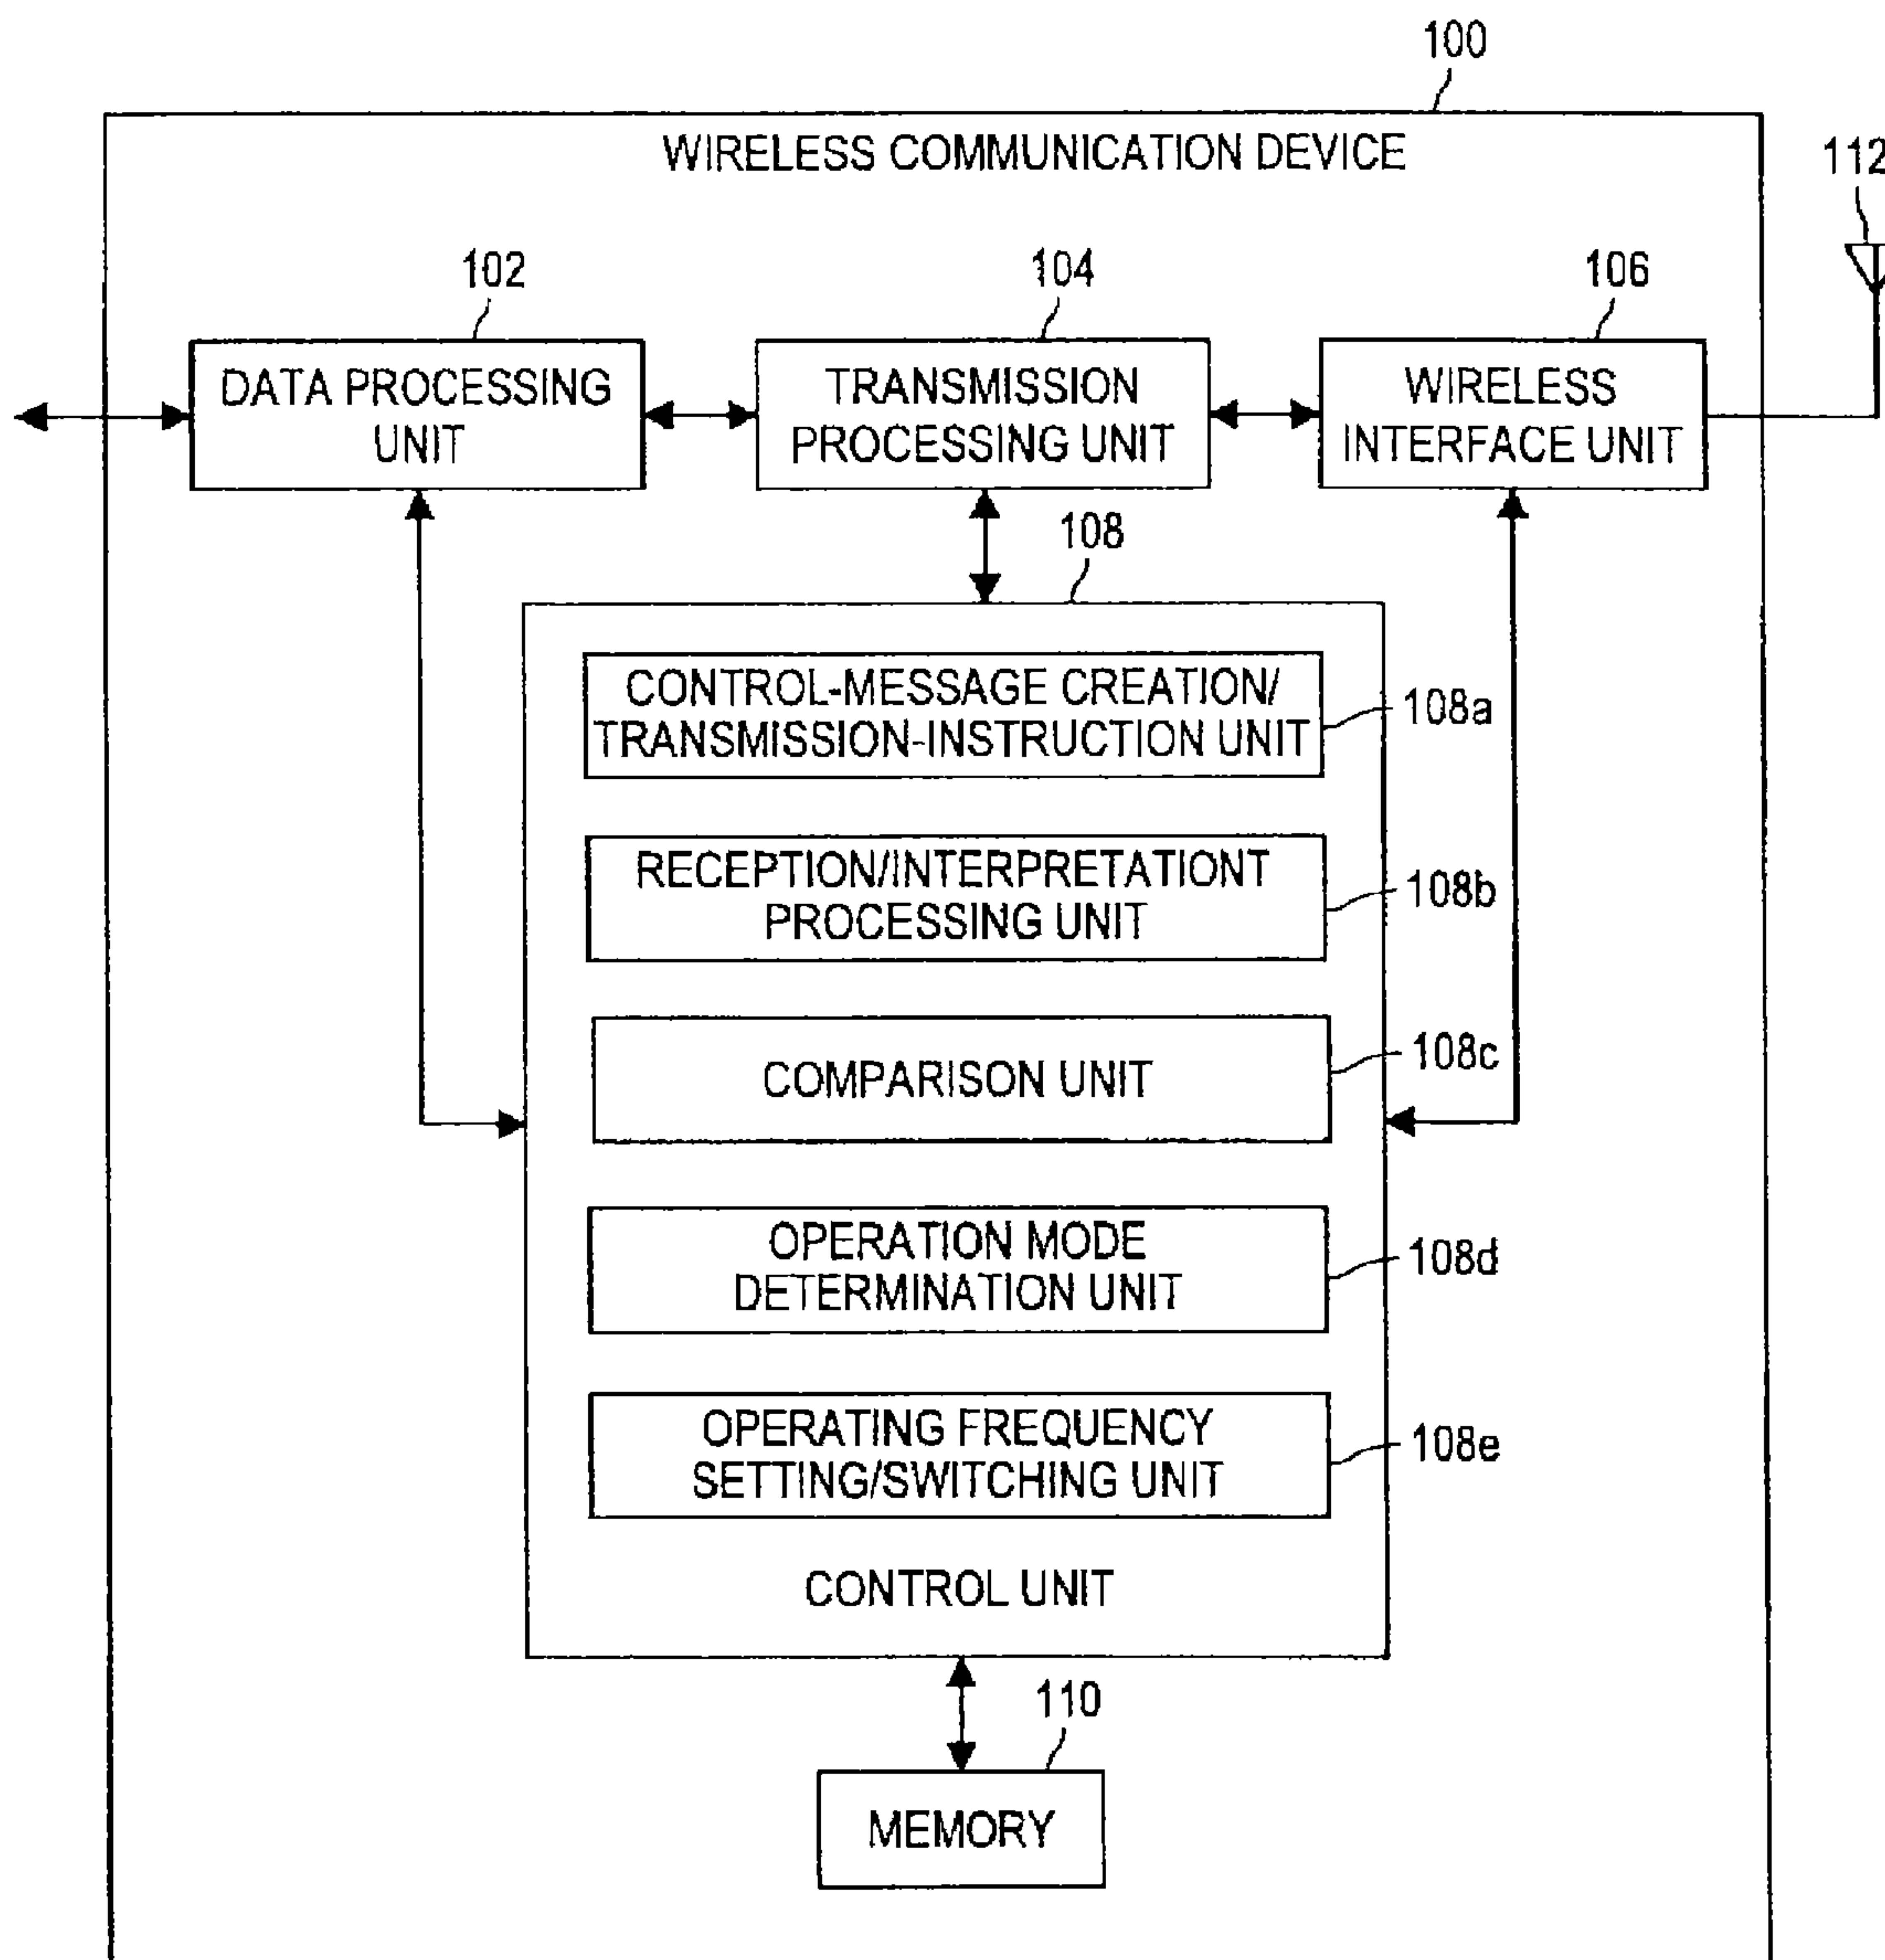 100
WIRELESS COMMUNICATION DEVICE
112
102
104
106
DATA PROCESSING
UNIT
TRANSMISSION
PROCESSING UNIT
WIRELESS
INTERFACE UNIT
108
CONTROL-MESSAGE CREATION/
TRANSMISSION-INSTRUCTION UNIT
108a
RECEPTION/INTERPRETATIONT
PROCESSING UNIT
108b
COMPARISON UNIT
108c
OPERATION MODE
DETERMINATION UNIT
108d
OPERATING FREQUENCY
SETTING/SWITCHING UNIT
108e
CONTROL UNIT
110
MEMORY